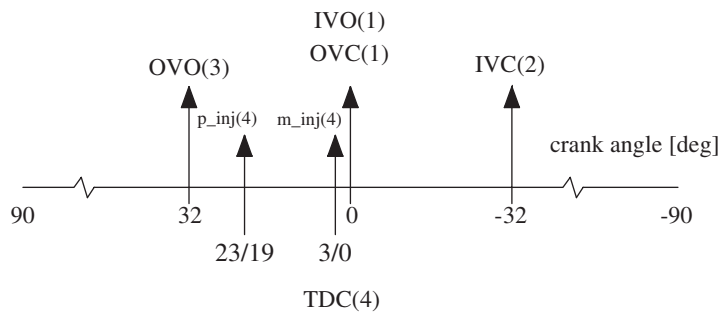 IVO(1)
OVO(3) OVC(1) IVC(2)
p_inj(4) m_inj(4)
crank angle [deg]
90 32 0 -32 -90
23/19 3/0
TDC(4)